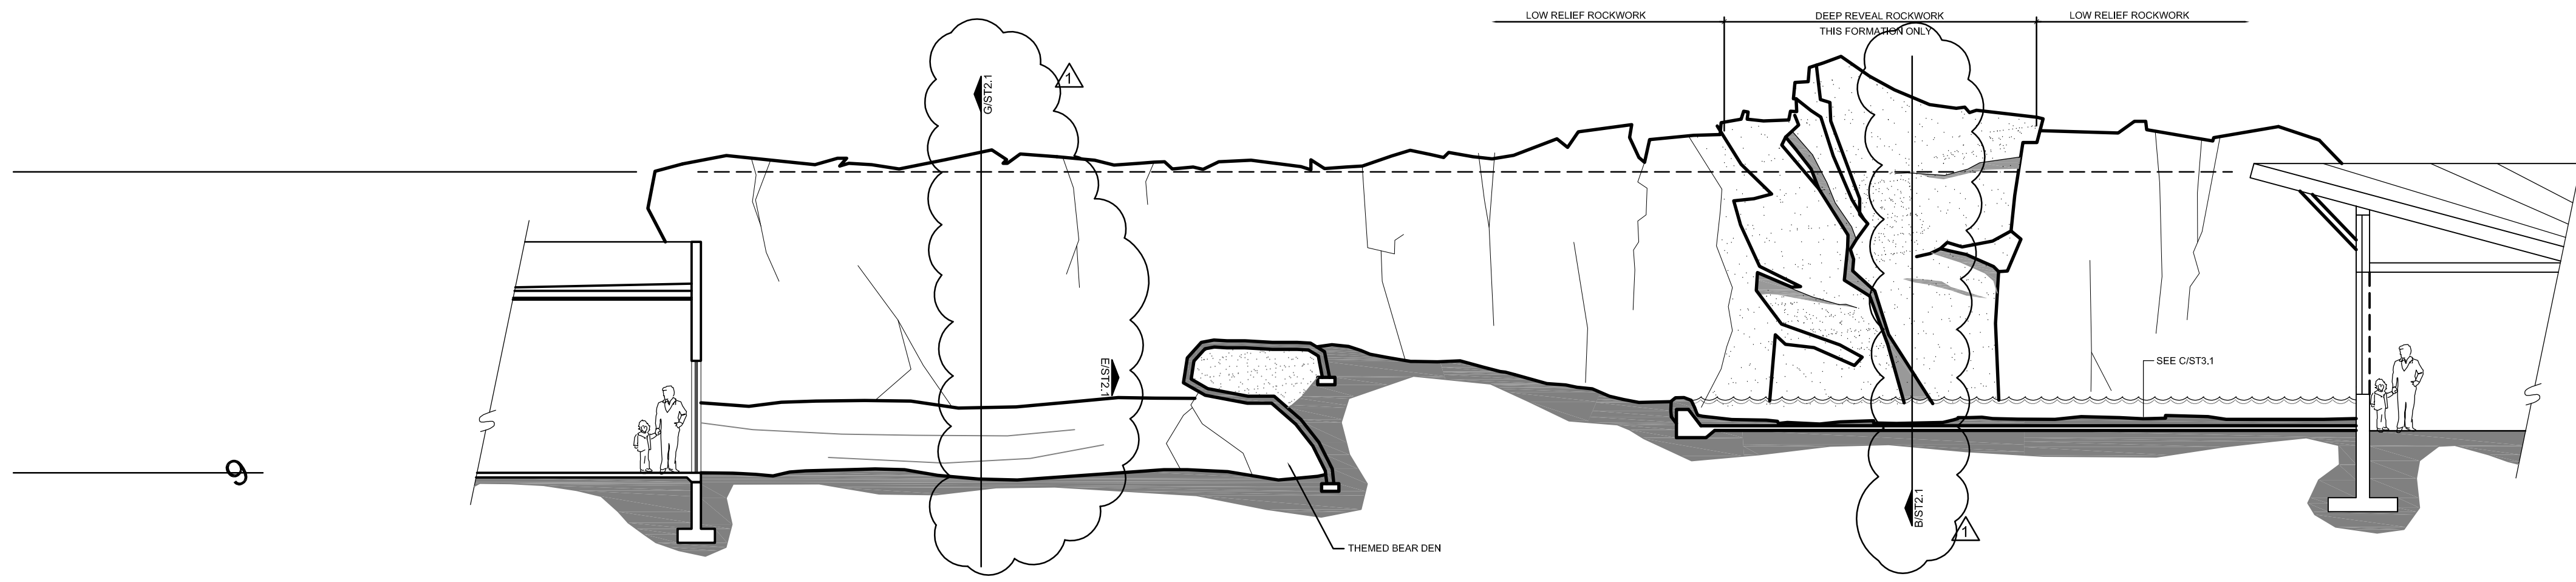 LOW RELIEF ROCKWORK
DEEP REVEAL ROCKWORK
THIS FORMATION ONLY
LOW RELIEF ROCKWORK
1
G/ST2.1
E/ST2.1
SEE C/ST3.1
9
B/ST2.1
1
THEMED BEAR DEN